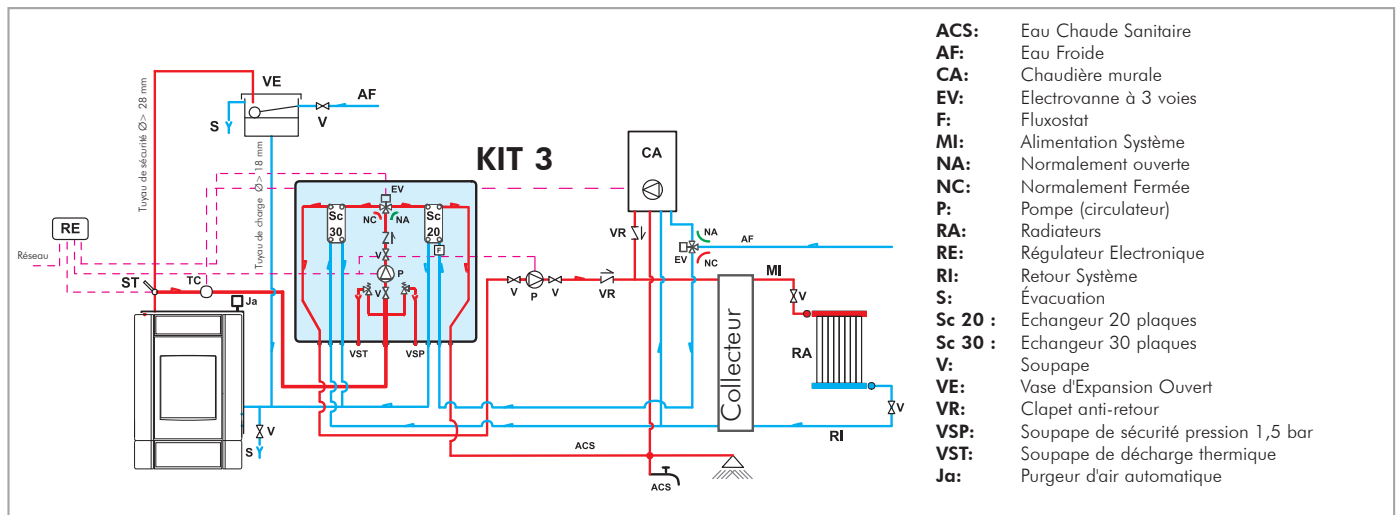 VE
AF
S
V
Tuyau de sécurité Ø> 28 mm
Tuyau de charge Ø> 18 mm
KIT 3
CA
EV
Sc
30
NC
NA
Sc
20
F
V
P
V
VST
VSP
RE
Réseau
ST
TC
Ja
V
S
V
P
V
VR
VR
NA
EV
NC
AF
MI
V
Collecteur
RA
V
RI
ACS
ACS
ACS: Eau Chaude Sanitaire
AF: Eau Froide
CA: Chaudière murale
EV: Electrovanne à 3 voies
F: Fluxostat
MI: Alimentation Système
NA: Normalement ouverte
NC: Normalement Fermée
P: Pompe (circulateur)
RA: Radiateurs
RE: Régulateur Electronique
RI: Retour Système
S: Évacuation
Sc 20 : Echangeur 20 plaques
Sc 30 : Echangeur 30 plaques
V: Soupape
VE: Vase d'Expansion Ouvert
VR: Clapet anti-retour
VSP: Soupape de sécurité pression 1,5 bar
VST: Soupape de décharge thermique
Ja: Purgeur d'air automatique